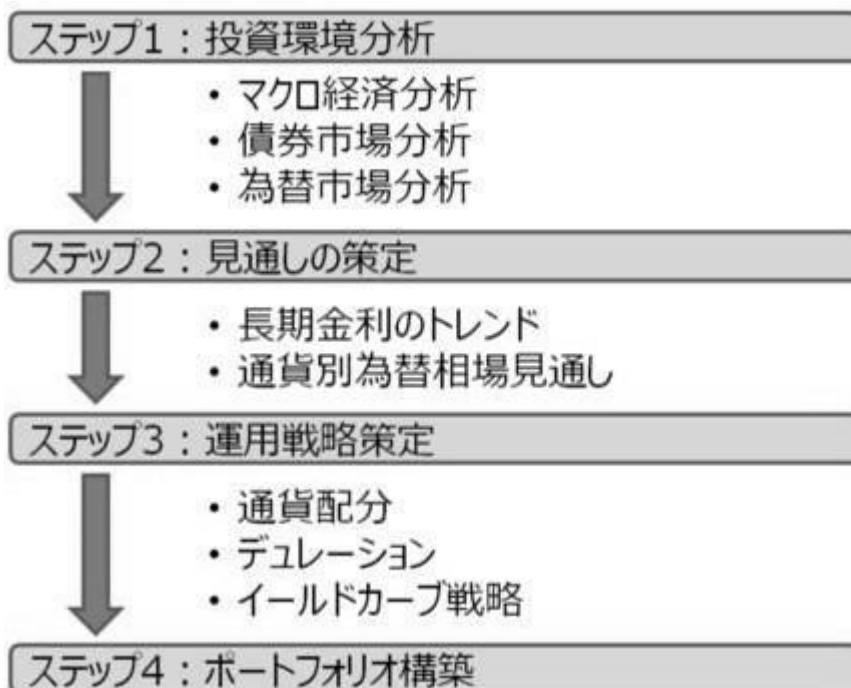 ステップ1：投資環境分析
・マクロ経済分析
・債券市場分析
・為替市場分析
ステップ2：見通しの策定
・長期金利のトレンド
・通貨別為替相場見通し
ステップ3：運用戦略策定
・通貨配分
・デュレーション
・イールドカーブ戦略
ステップ4：ポートフォリオ構築